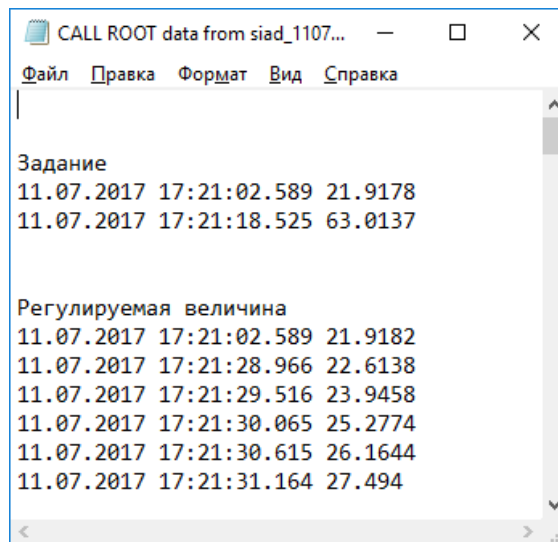 CALL ROOT data from siad_1107...
Файл Правка Формат Вид Справка
Задание
11.07.2017 17:21:02.589 21.9178
11.07.2017 17:21:18.525 63.0137
Регулируемая величина
11.07.2017 17:21:02.589 21.9182
11.07.2017 17:21:28.966 22.6138
11.07.2017 17:21:29.516 23.9458
11.07.2017 17:21:30.065 25.2774
11.07.2017 17:21:30.615 26.1644
11.07.2017 17:21:31.164 27.494